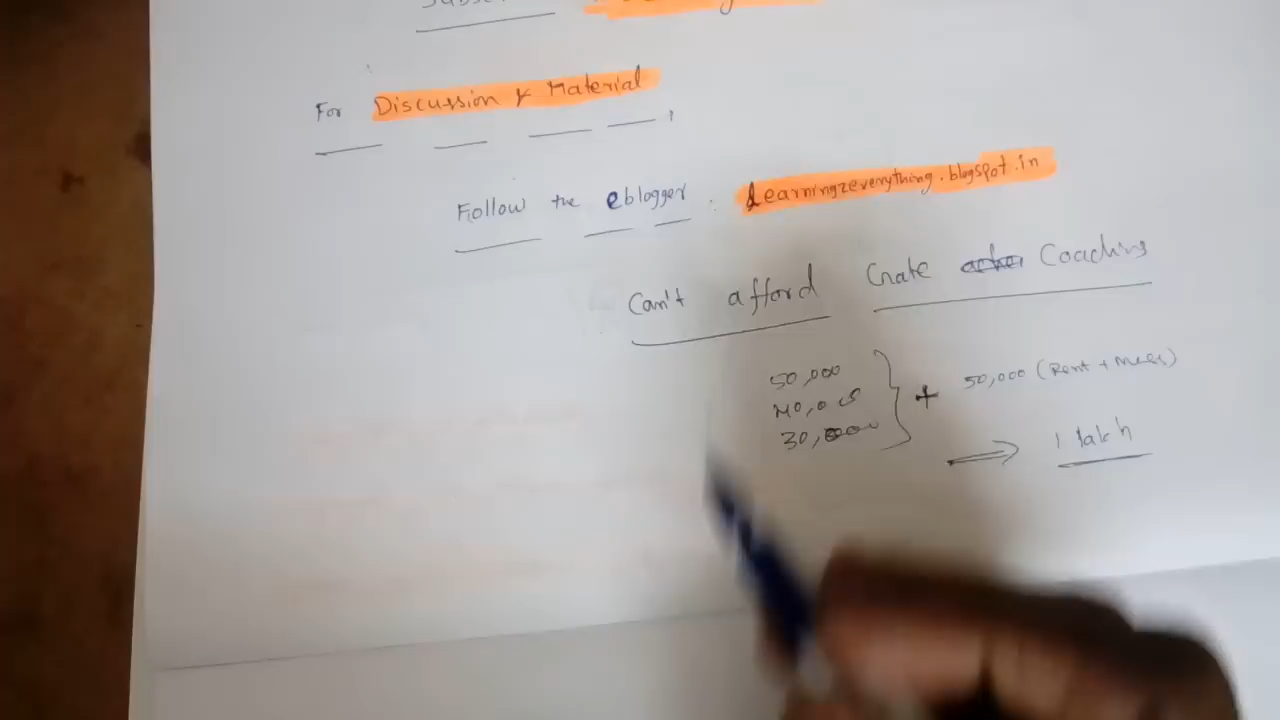 For Discussion & Material
Follow the eblogger : Learningzeverything.blogspot.in
Can't afford Gate Coaching
50,000
40,000
30,000
+ 50,000 (Rent + Mess)
⟹ 1 lakh